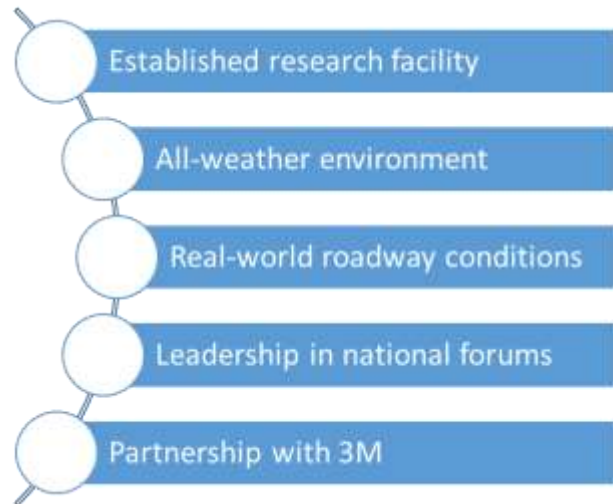 Established research facility
All-weather environment
Real-world roadway conditions
Leadership in national forums
Partnership with 3M